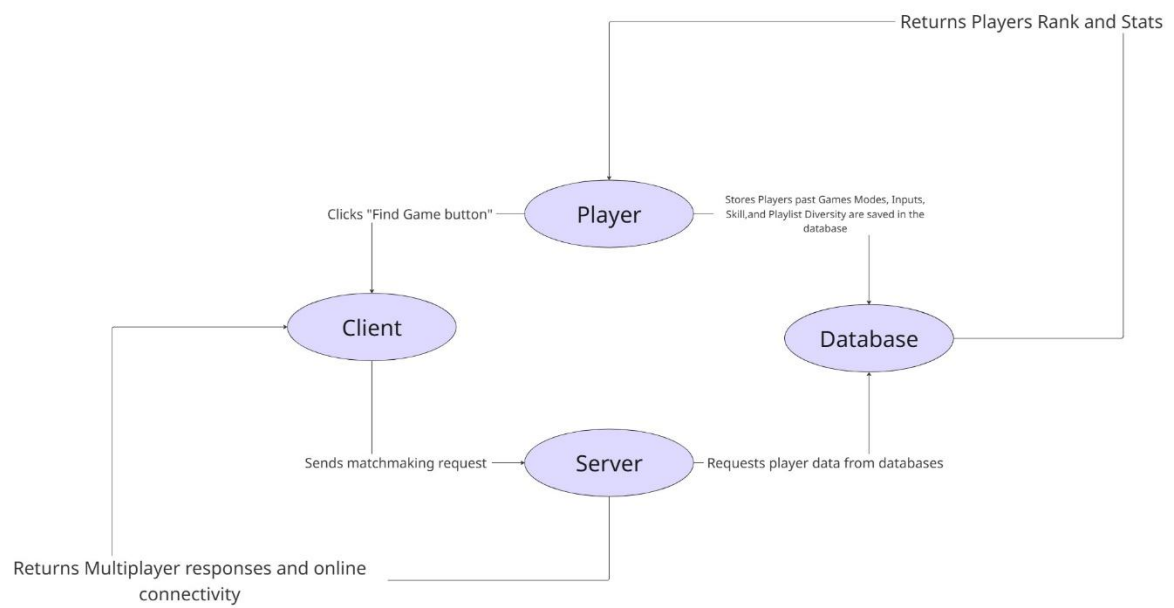 Returns Players Rank and Stats
Player
Clicks "Find Game button"
Stores Players past Games Modes, Inputs,
Skill,and Playlist Diversity are saved in the
database
Client
Database
Sends matchmaking request
Server
Requests player data from databases
Returns Multiplayer responses and online
connectivity